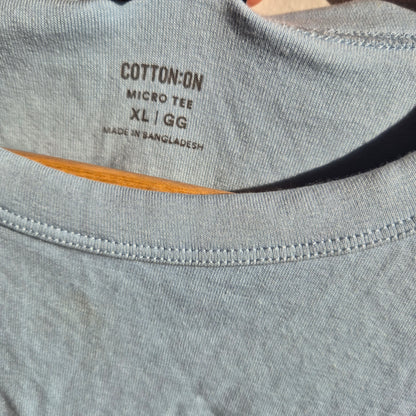 COTTON:ON
MICRO TEE
XL | GG
MADE IN BANGLADESH